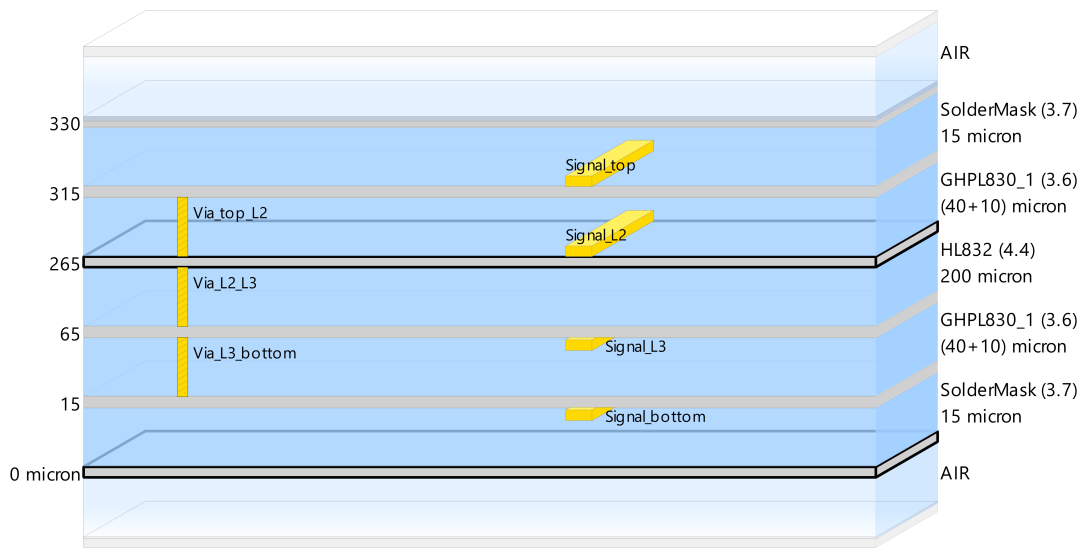 AIR
330
SolderMask (3.7)
15 micron
Signal_top
315
GHPL830_1 (3.6)
(40+10) micron
Via_top_L2
Signal_L2
265
HL832 (4.4)
200 micron
Via_L2_L3
65
GHPL830_1 (3.6)
(40+10) micron
Via_L3_bottom
Signal_L3
15
SolderMask (3.7)
15 micron
Signal_bottom
0 micron
AIR